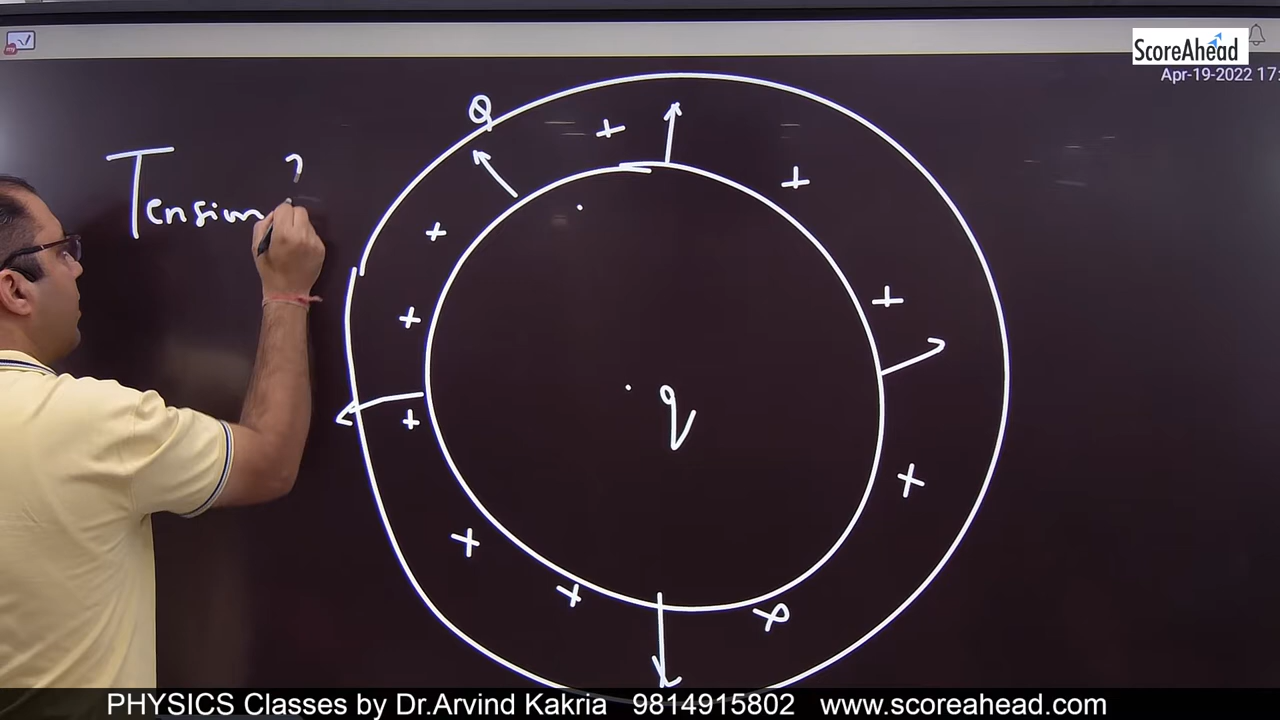 ScoreAhead
Apr-19-2022 17:
Q
Tension?
q
PHYSICS Classes by Dr.Arvind Kakria 9814915802 www.scoreahead.com